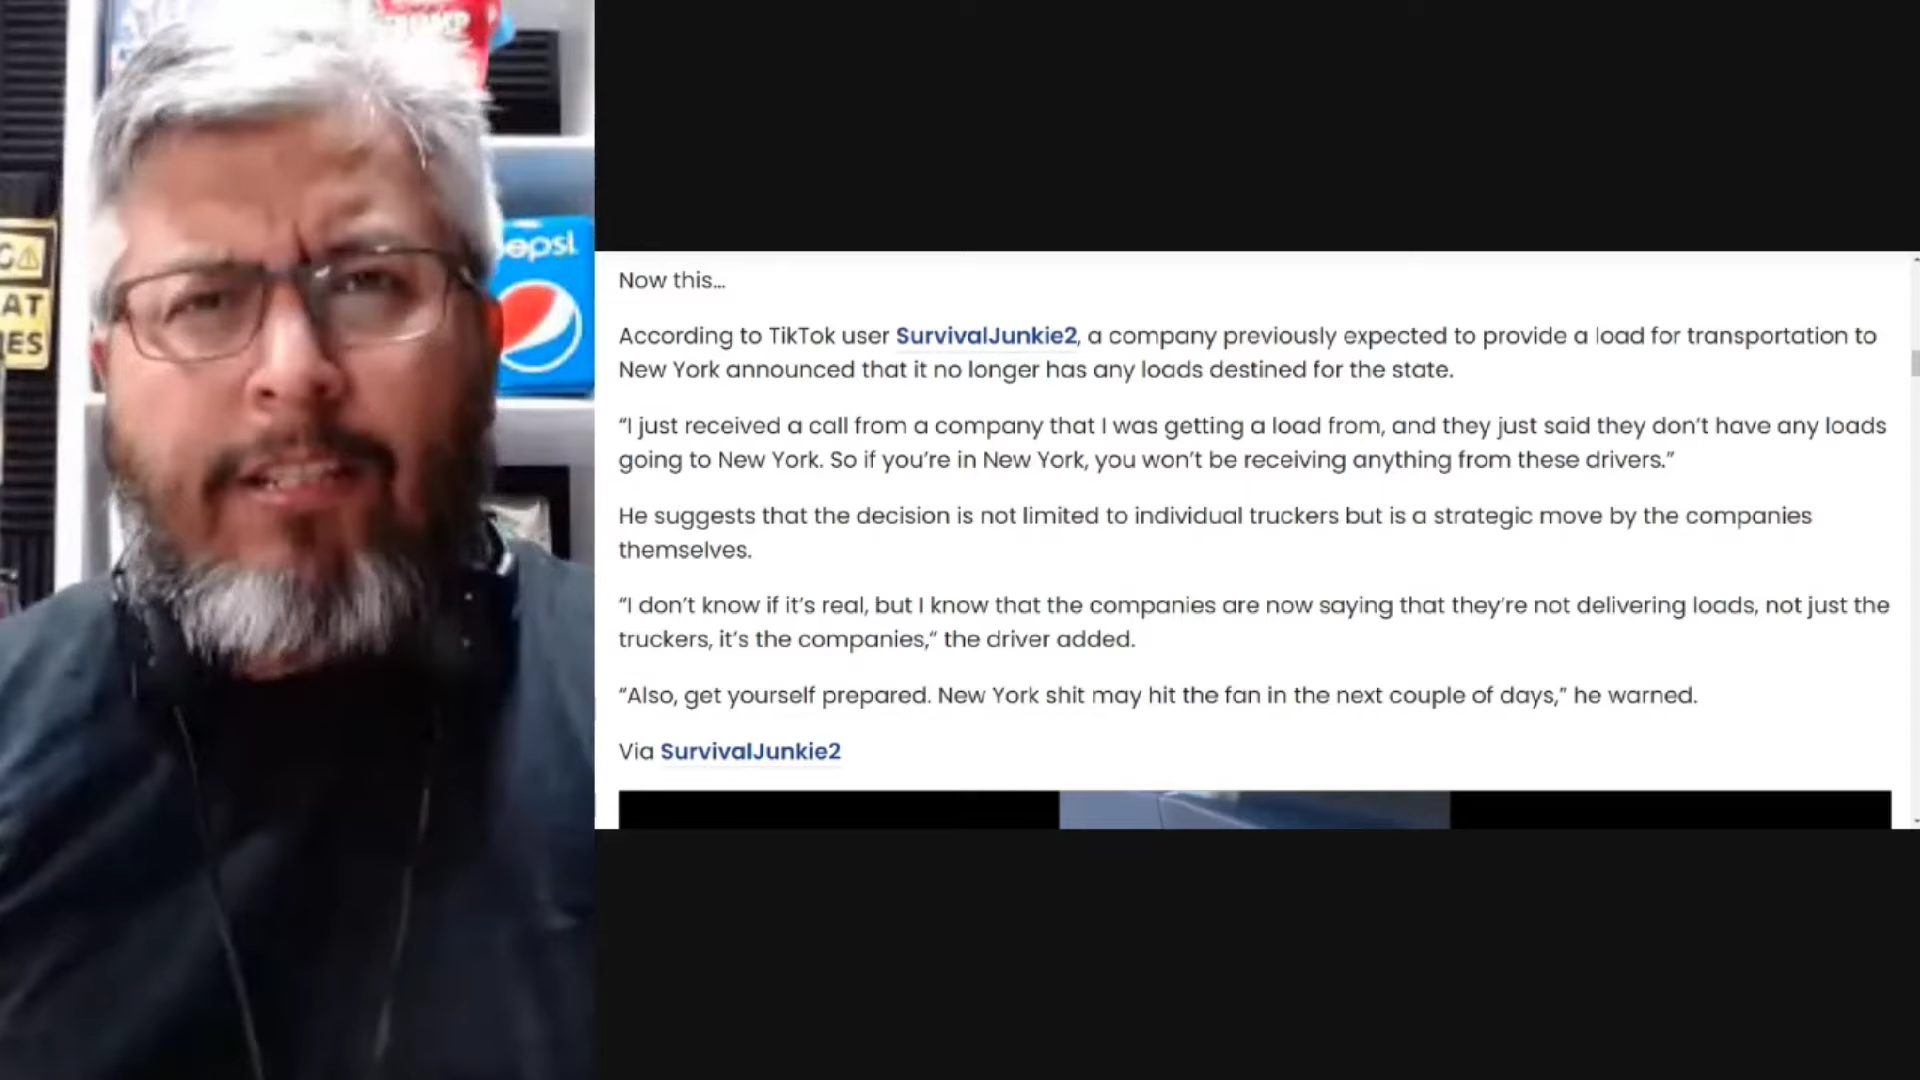 epsi
AT
ES
Now this...
According to TikTok user SurvivalJunkie2, a company previously expected to provide a load for transportation to
New York announced that it no longer has any loads destined for the state.
“I just received a call from a company that I was getting a load from, and they just said they don’t have any loads
going to New York. So if you’re in New York, you won’t be receiving anything from these drivers.”
He suggests that the decision is not limited to individual truckers but is a strategic move by the companies
themselves.
“I don’t know if it’s real, but I know that the companies are now saying that they’re not delivering loads, not just the
truckers, it’s the companies,“ the driver added.
“Also, get yourself prepared. New York shit may hit the fan in the next couple of days,” he warned.
Via SurvivalJunkie2